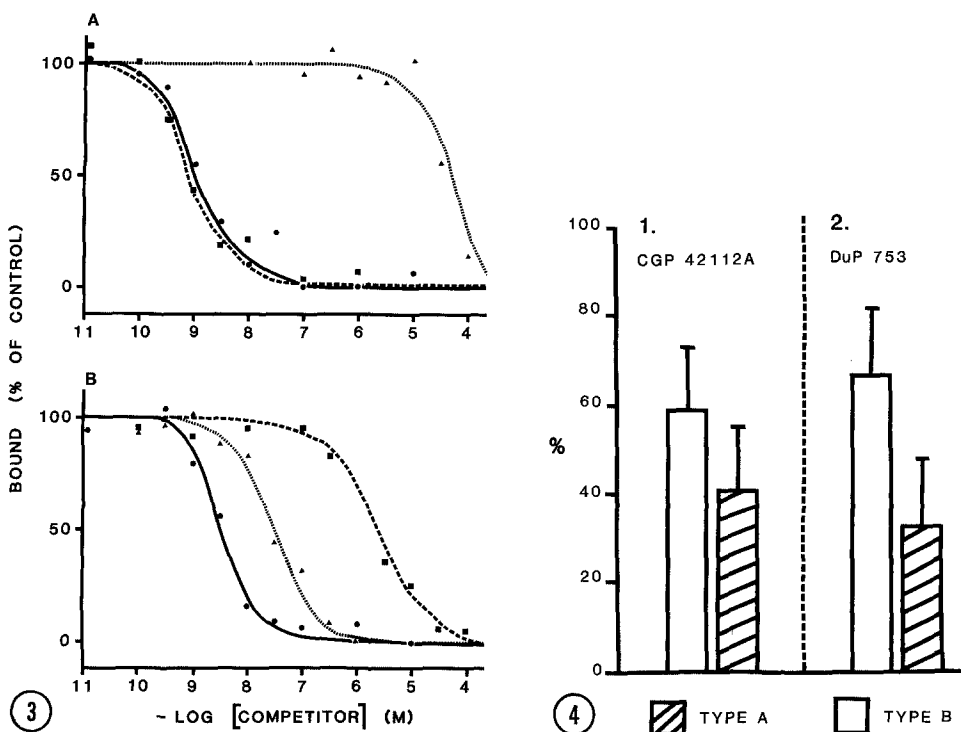 A
100
50
0
11 10 9 8 7 6 5 4
BOUND (% OF CONTROL)
B
100
50
0
11 10 9 8 7 6 5 4
3
- LOG [COMPETITOR] (M)
100
80
60
%
40
20
0
1.
CGP 42112A
2.
DuP 753
4
TYPE A
TYPE B